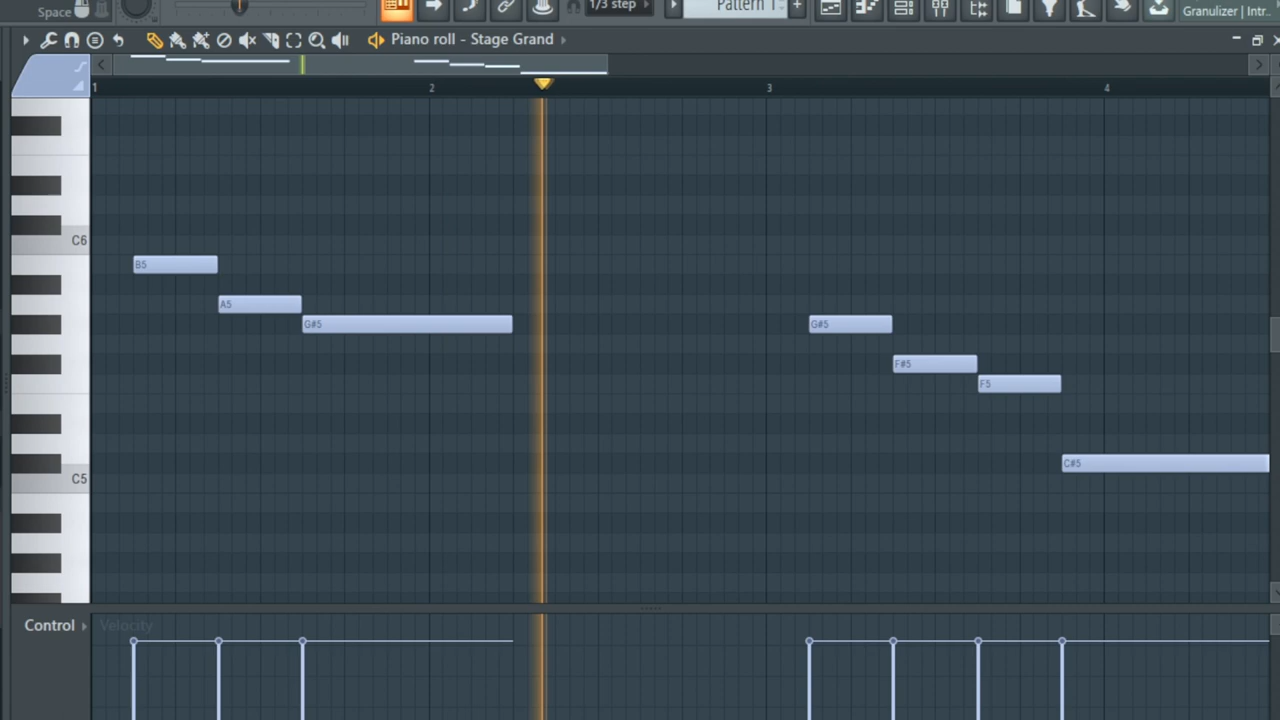 Space
1/3 step
Pattern 1
Granulizer | Intr..
Piano roll - Stage Grand
1 2 3 4
C6
B5
A5
G#5 G#5
F#5
F5
C#5
C5
Control Velocity